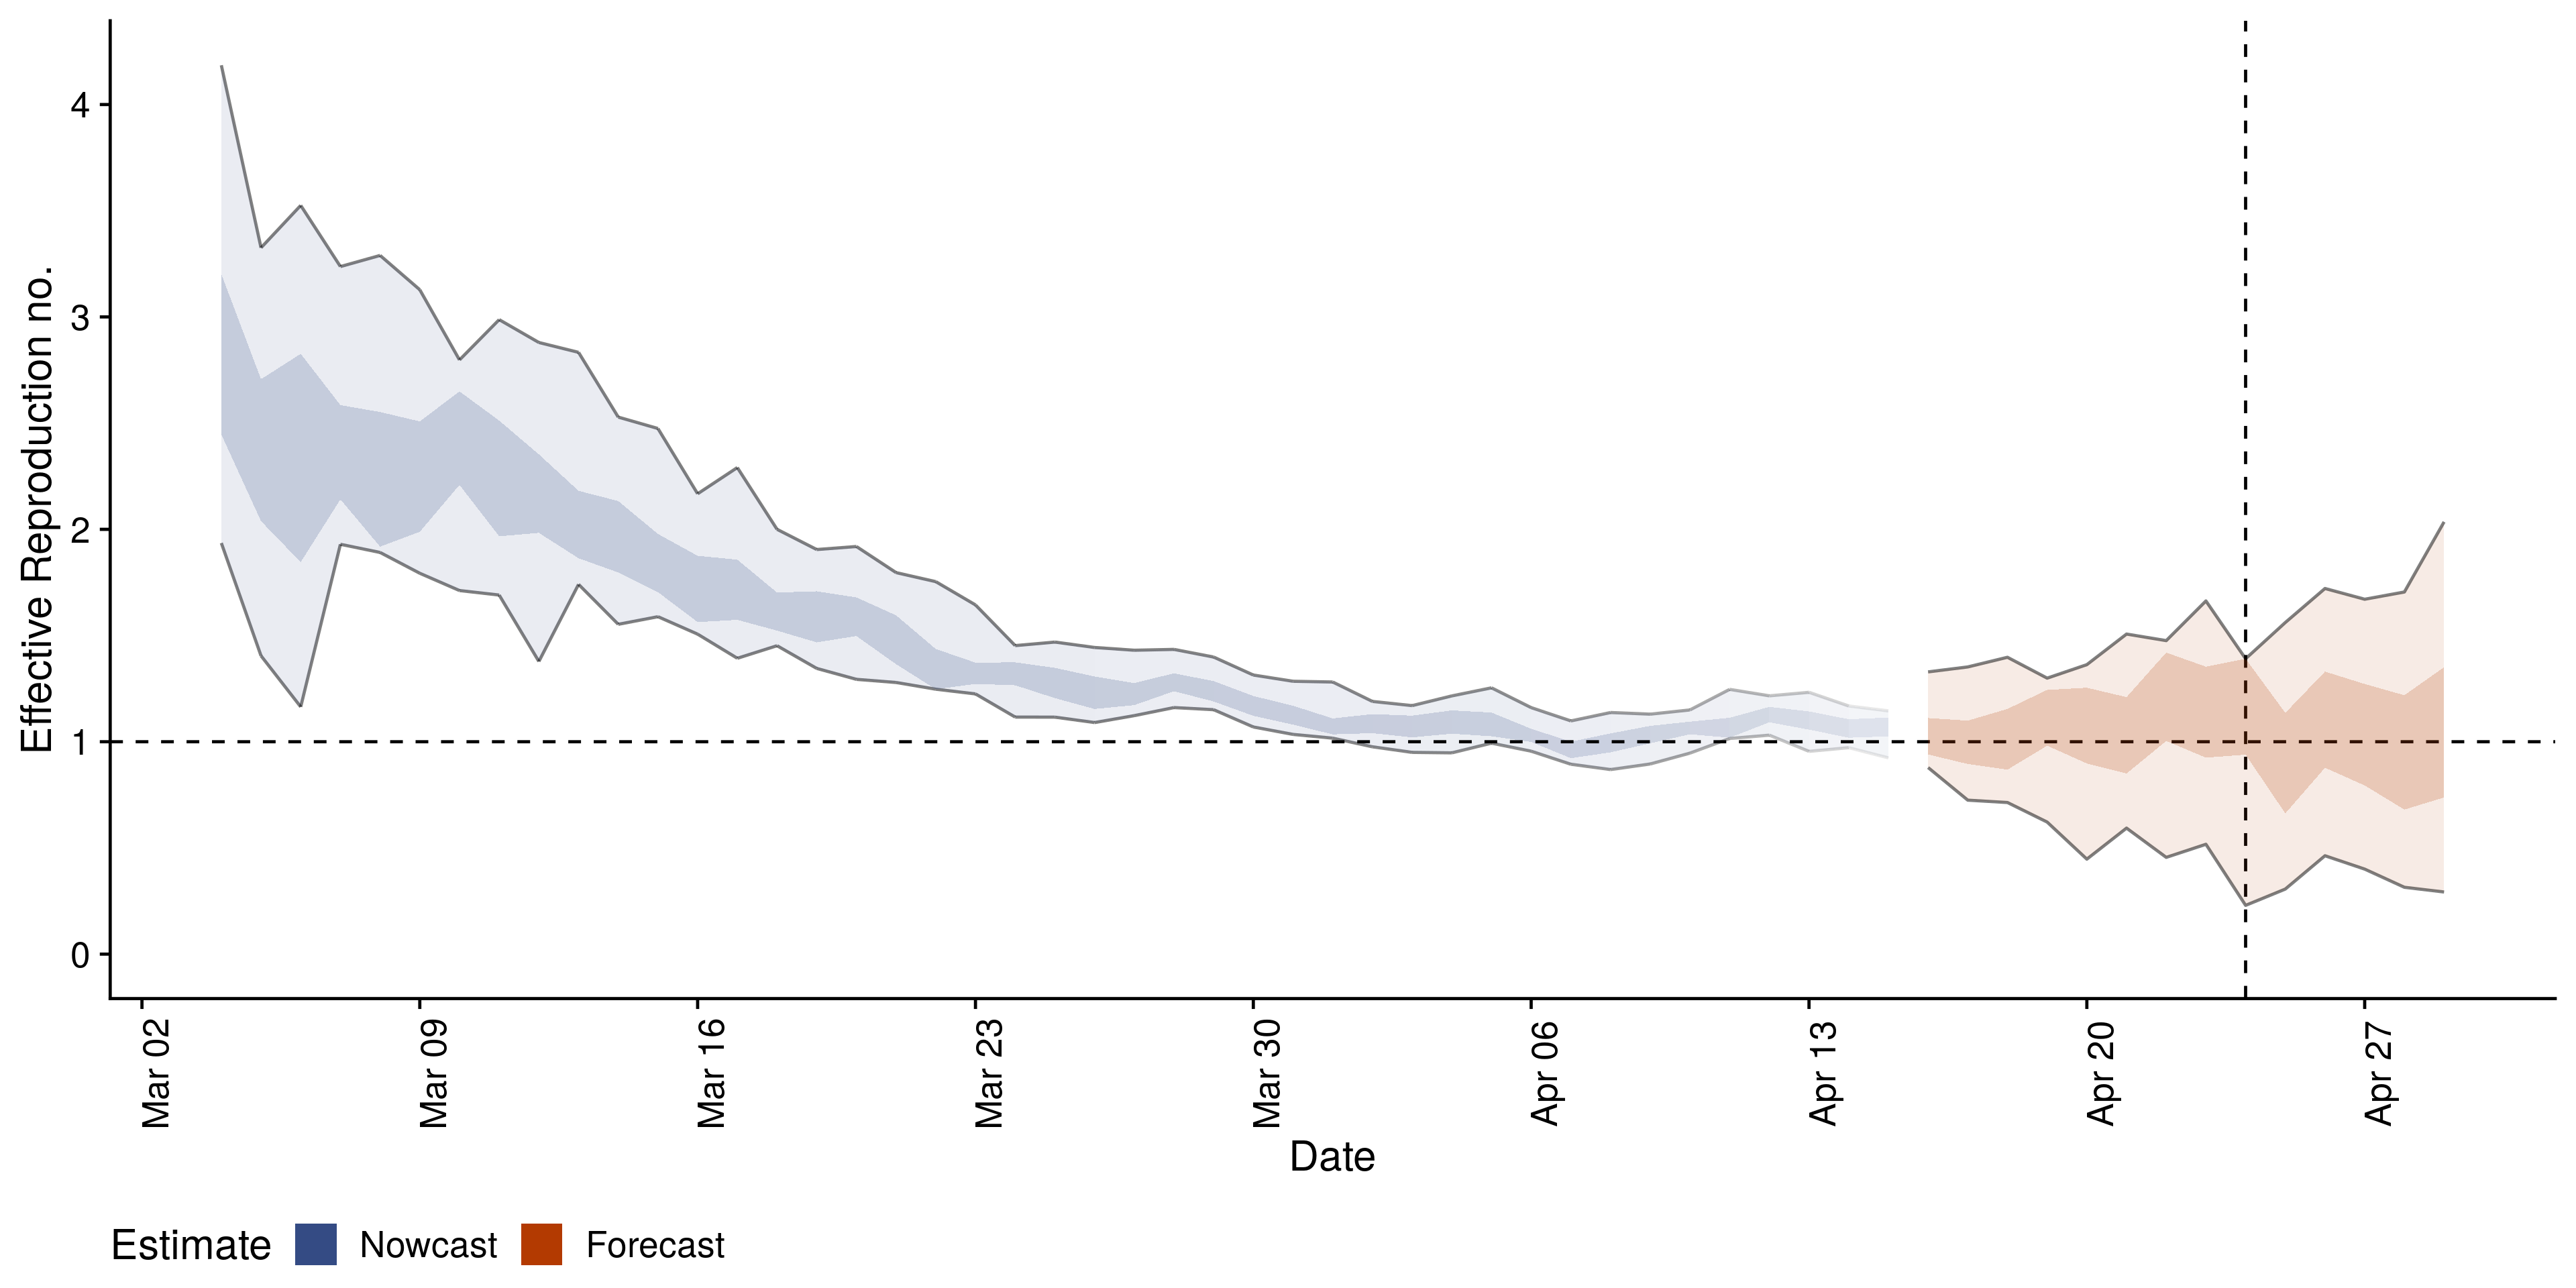 Effective Reproduction no.
4
3
2
1
0
Mar 02
Mar 09
Mar 16
Mar 23
Mar 30
Apr 06
Apr 13
Apr 20
Apr 27
Date
Estimate Nowcast Forecast